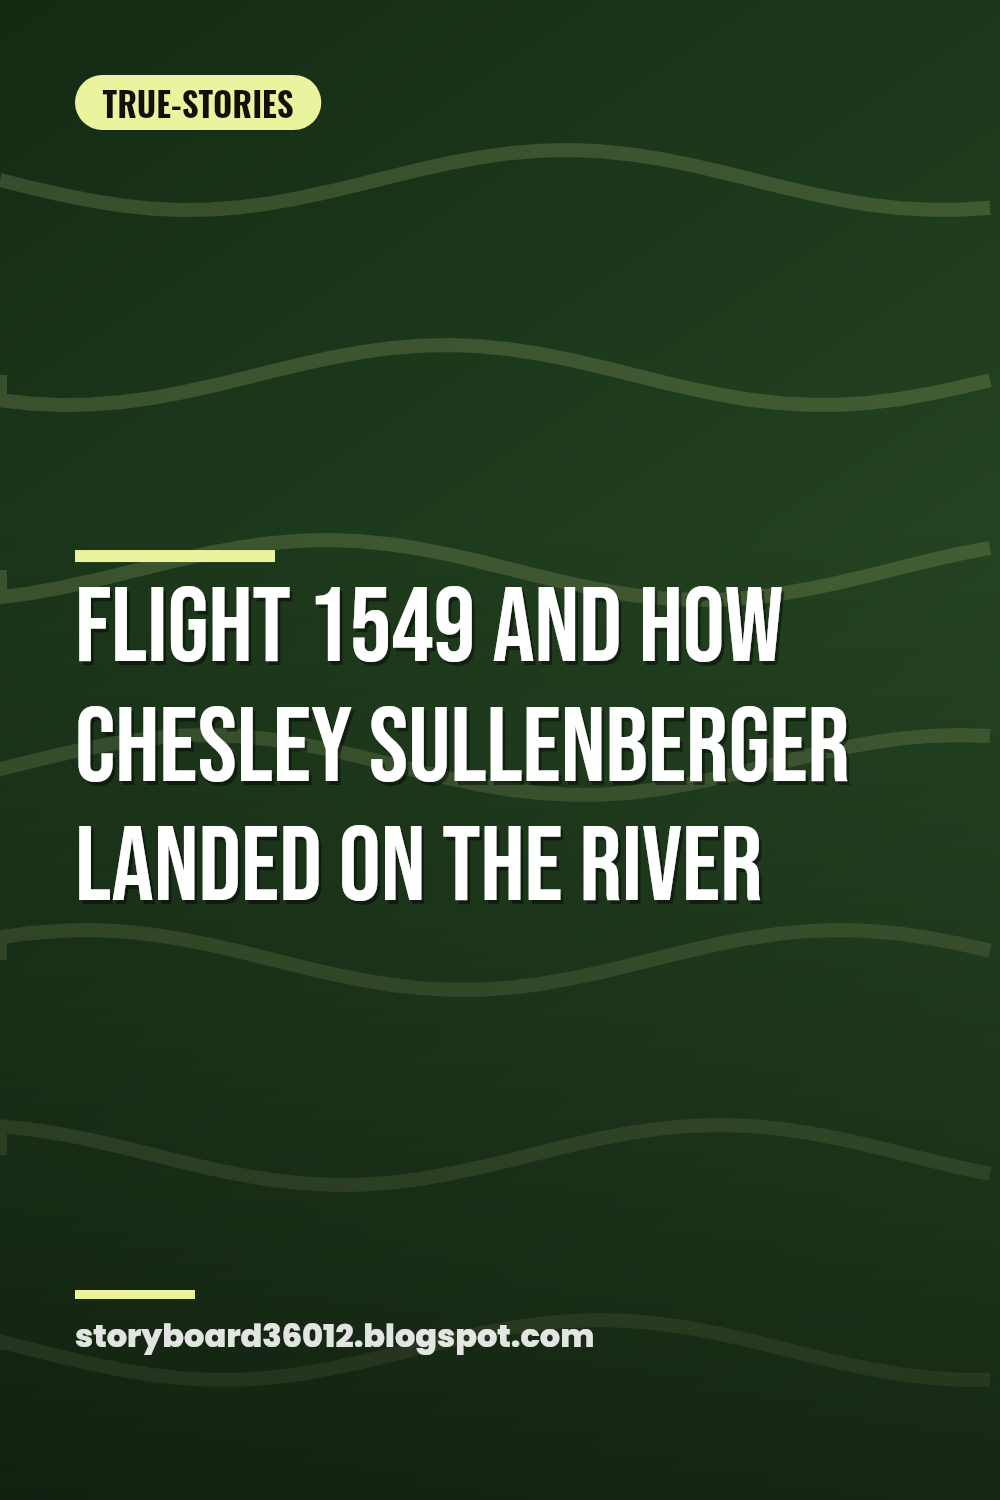 TRUE-STORIES
FLIGHT 1549 AND HOW
CHESLEY SULLENBERGER
LANDED ON THE RIVER
storyboard36012.blogspot.com